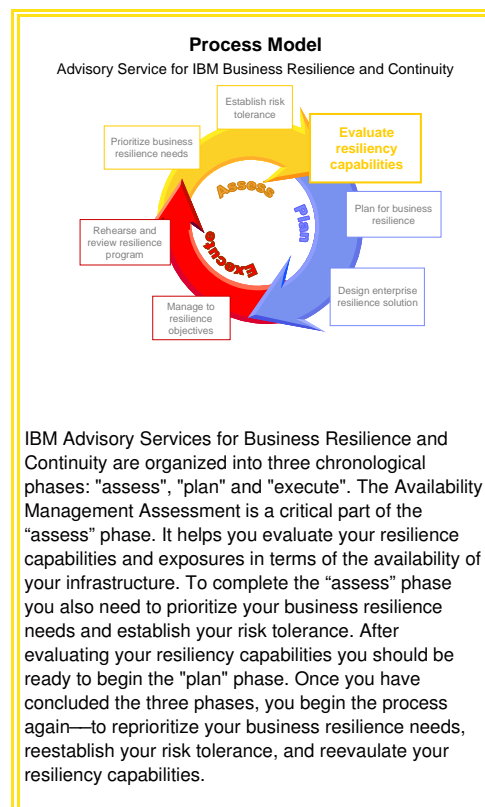 Process Model
Advisory Service for IBM Business Resilience and Continuity
Establish risk
tolerance
Evaluate
resiliency
capabilities
Prioritize business
resilience needs
Assess
Plan for business
resilience
Plan
Rehearse and
review resilience
program
Execute
Design enterprise
resilience solution
Manage to
resilience
objectives
IBM Advisory Services for Business Resilience and
Continuity are organized into three chronological
phases: "assess", "plan" and "execute". The Availability
Management Assessment is a critical part of the
“assess” phase. It helps you evaluate your resilience
capabilities and exposures in terms of the availability of
your infrastructure. To complete the “assess” phase
you also need to prioritize your business resilience
needs and establish your risk tolerance. After
evaluating your resiliency capabilities you should be
ready to begin the "plan" phase. Once you have
concluded the three phases, you begin the process
again—–to reprioritize your business resilience needs,
reestablish your risk tolerance, and reevaulate your
resiliency capabilities.